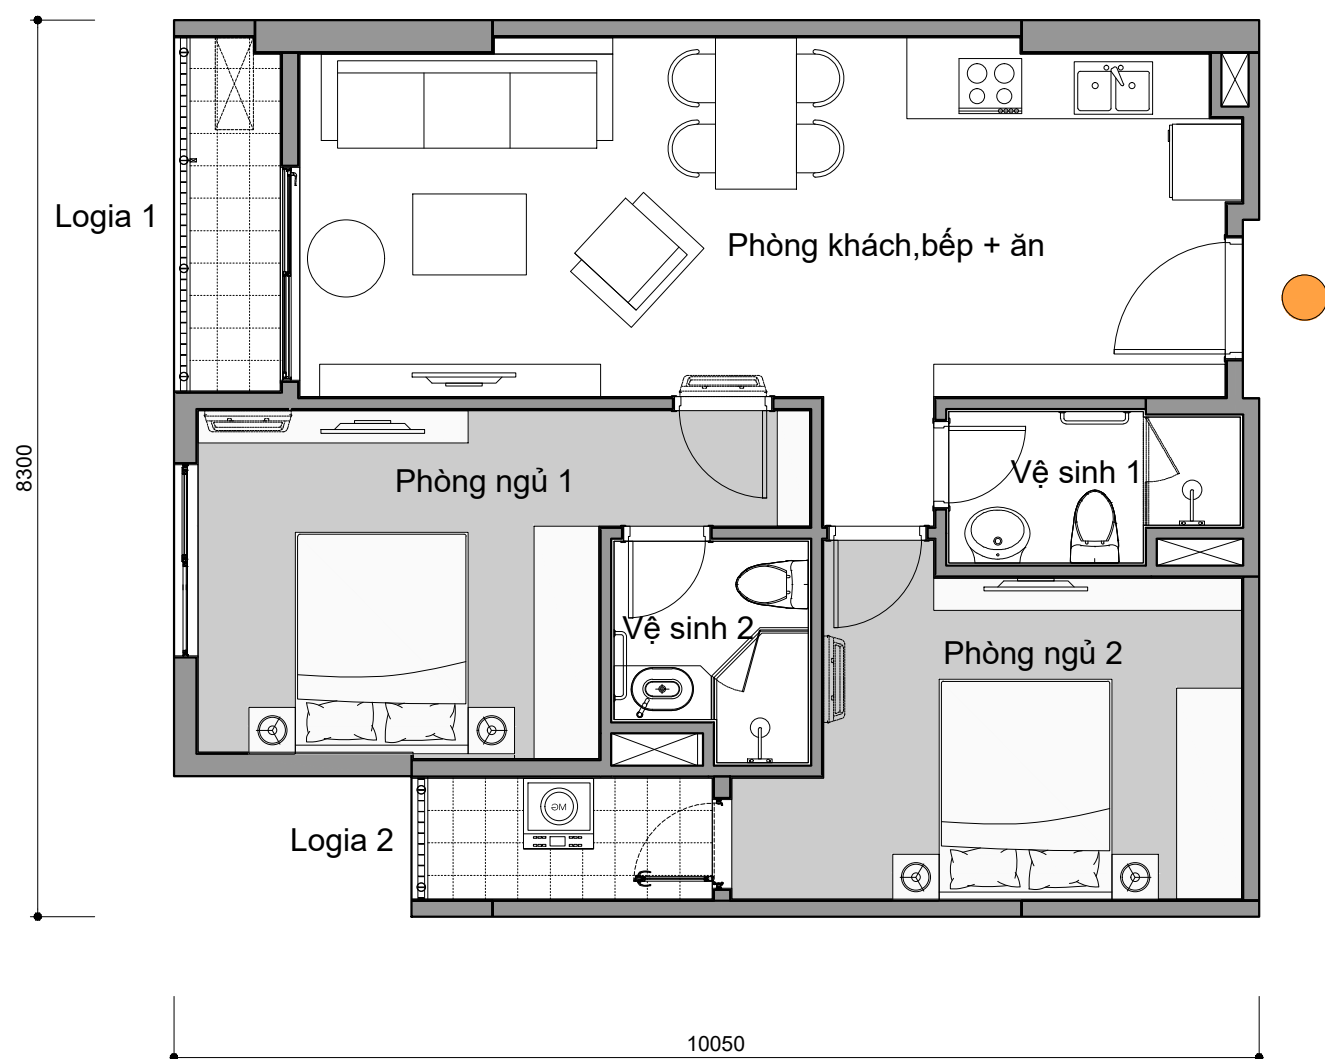 Logia 1
Phòng khách,bếp + ăn
8300
Phòng ngủ 1
Vệ sinh 1
Vệ sinh 2
Phòng ngủ 2
Logia 2
10050